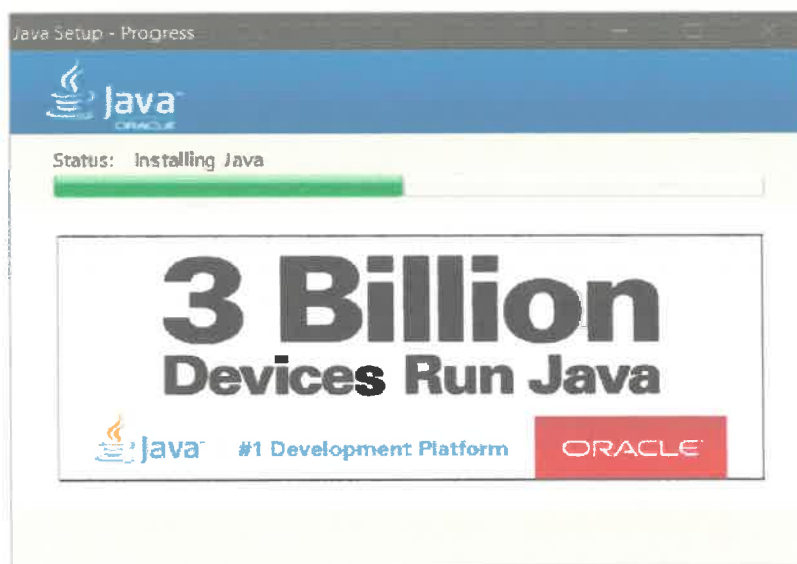 Java Setup - Progress
Java
ORACLE
Status: Installing Java
3 Billion
Devices Run Java
Java #1 Development Platform ORACLE